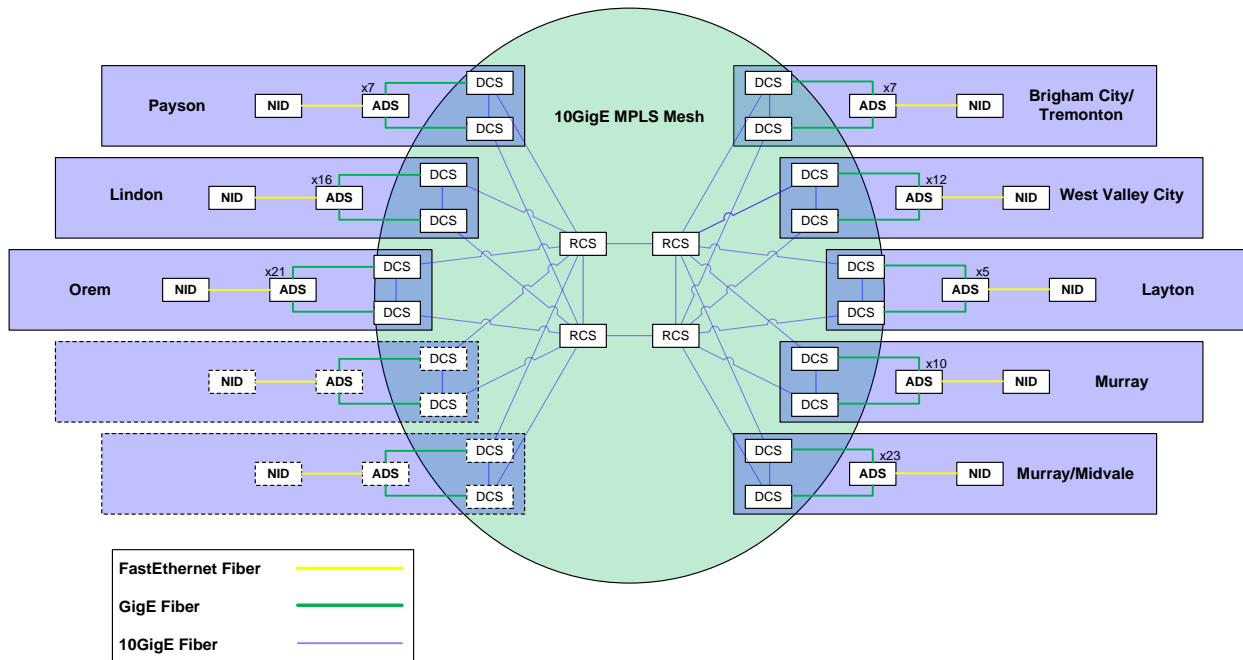 DCS
DCS
x7
x7
Payson
NID
ADS
ADS
NID
Brigham City/
Tremonton
10GigE MPLS Mesh
DCS
DCS
DCS
DCS
x16
x12
Lindon
NID
ADS
ADS
NID
West Valley City
DCS
DCS
RCS
RCS
DCS
DCS
x21
x5
Orem
NID
ADS
ADS
NID
Layton
DCS
DCS
RCS
RCS
DCS
DCS
x10
NID
ADS
ADS
NID
Murray
DCS
DCS
DCS
DCS
x23
NID
ADS
ADS
NID
Murray/Midvale
DCS
DCS
FastEthernet Fiber
GigE Fiber
10GigE Fiber